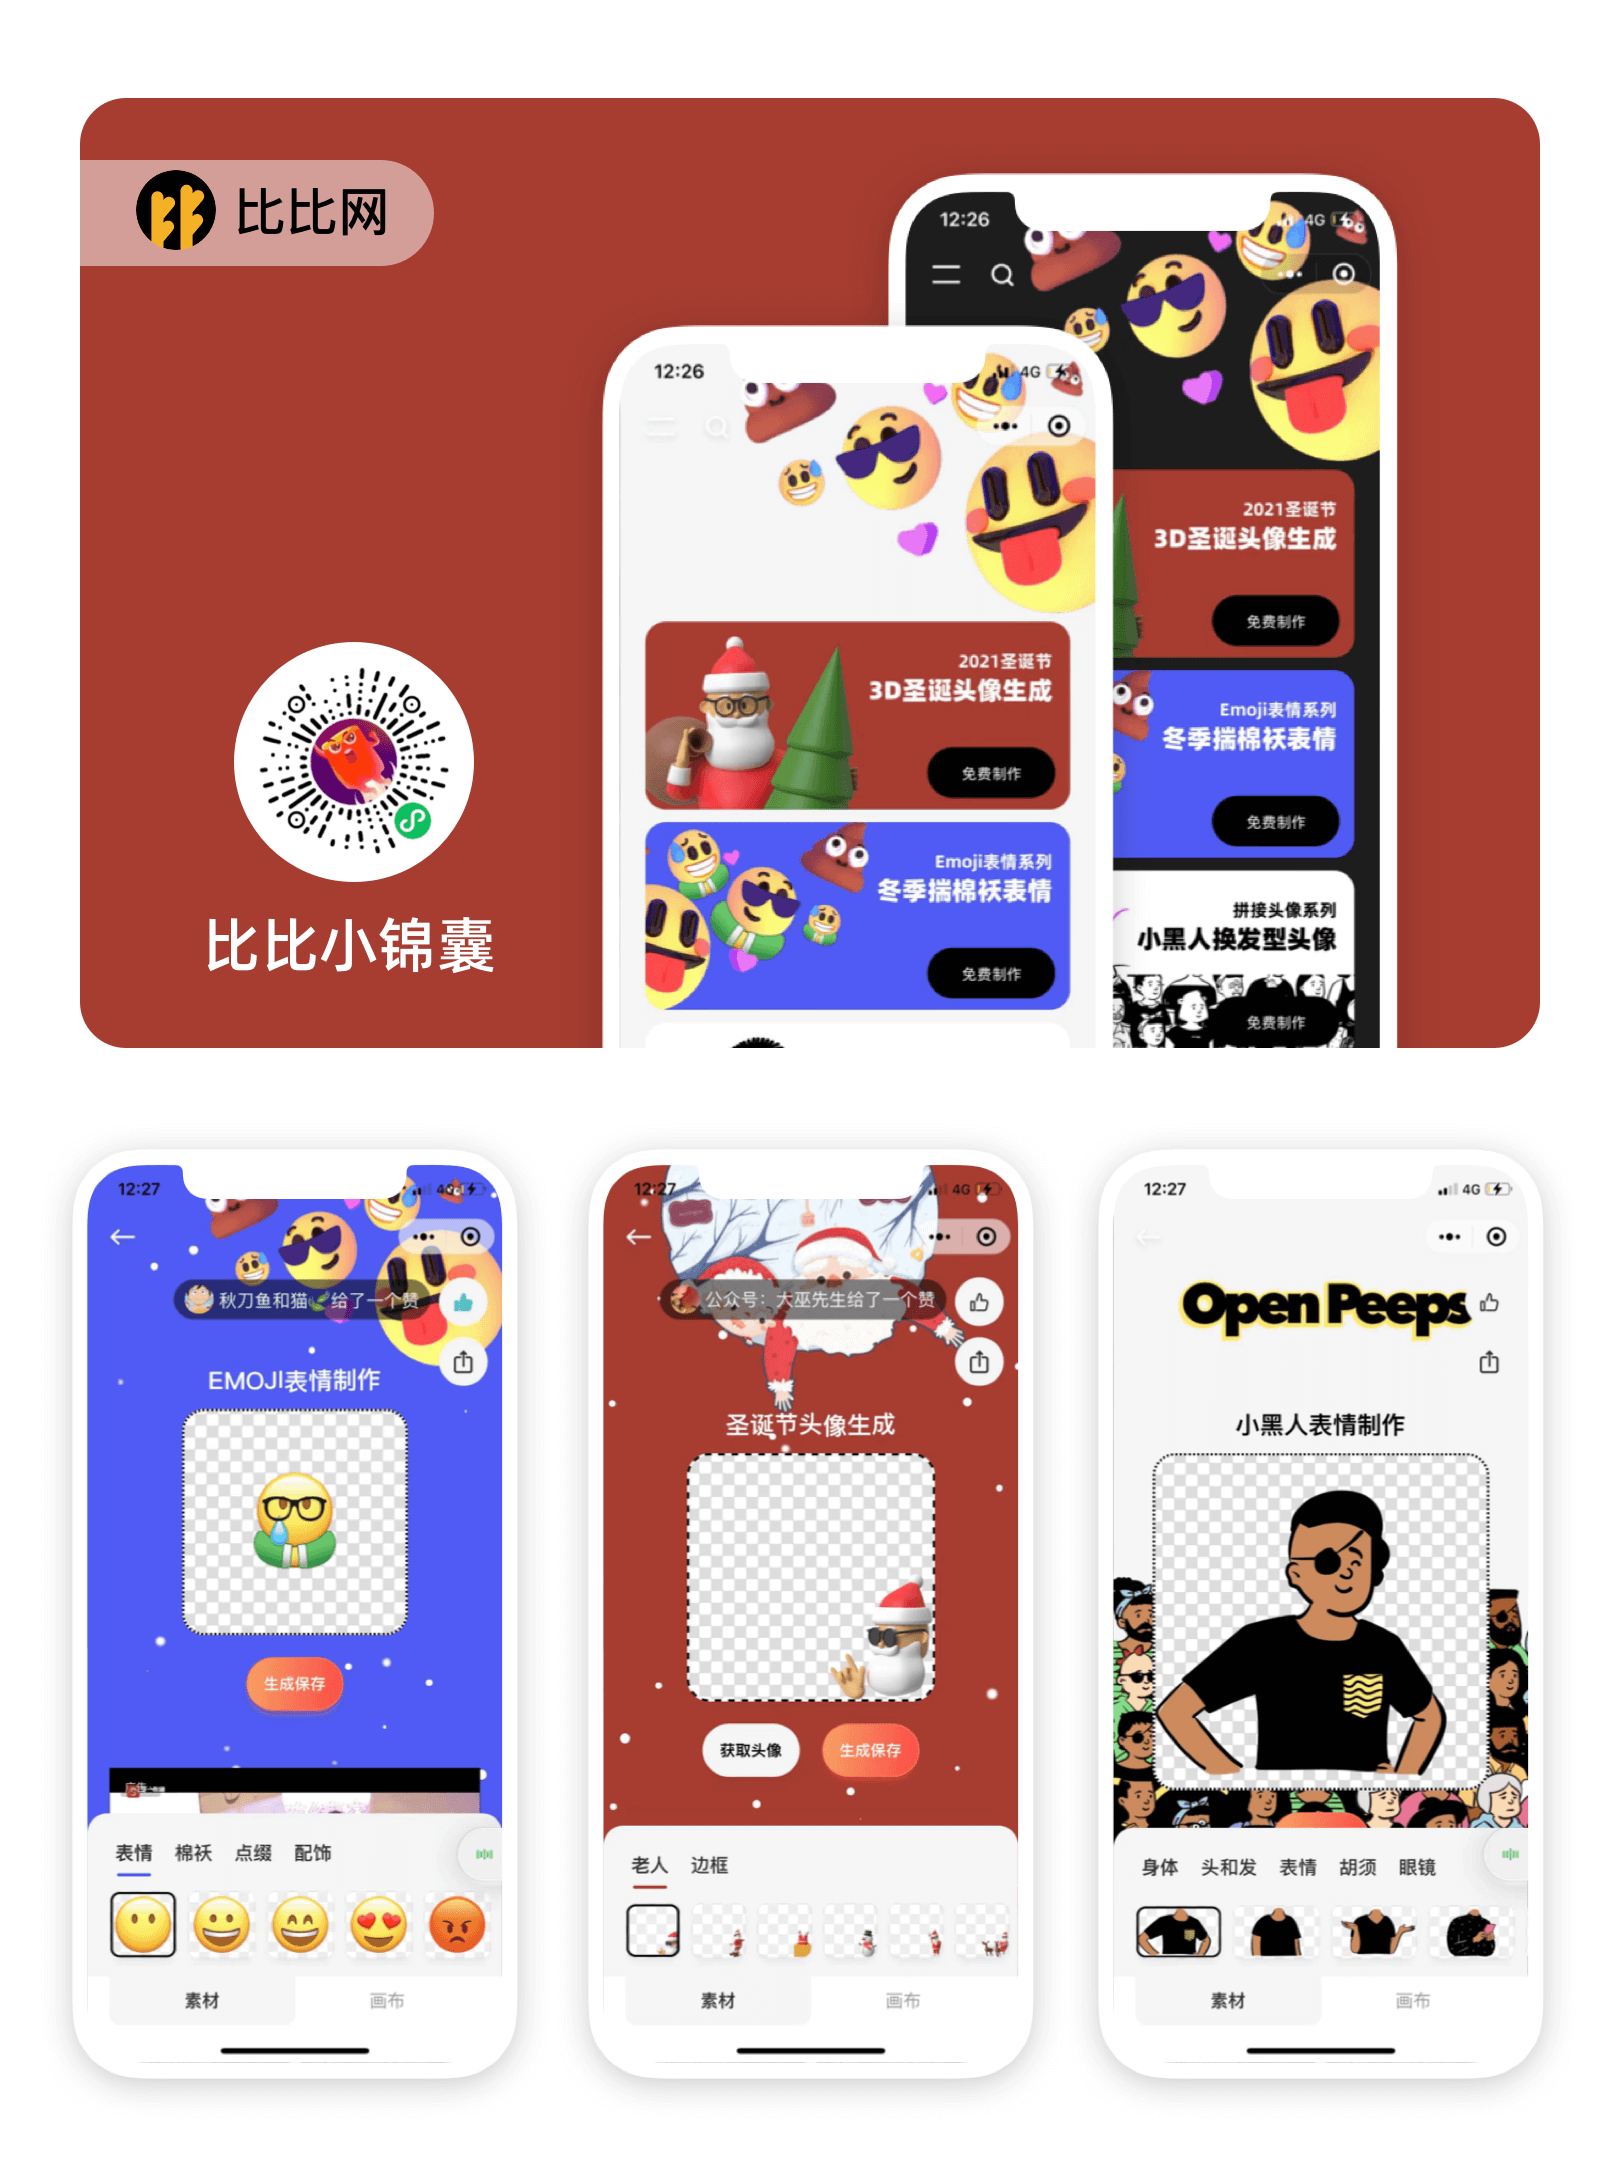 比比网
比比小锦囊
12:26
4G
2021圣诞节
3D圣诞头像生成
免费制作
Emoji表情系列
冬季揣棉袄表情
免费制作
12:26
4G
2021圣诞节
3D圣诞头像生成
免费制作
Emoji表情系列
冬季揣棉袄表情
免费制作
拼接头像系列
小黑人换发型头像
免费制作
12:27
4G
秋刀鱼和猫🌶给了一个赞
EMOJI表情制作
生成保存
广告
表情 棉袄 点缀 配饰
素材 画布
12:27
4G
公众号：大巫先生给了一个赞
圣诞节头像生成
获取头像 生成保存
老人 边框
素材 画布
12:27
4G
Open Peeps
小黑人表情制作
身体 头和发 表情 胡须 眼镜
素材 画布